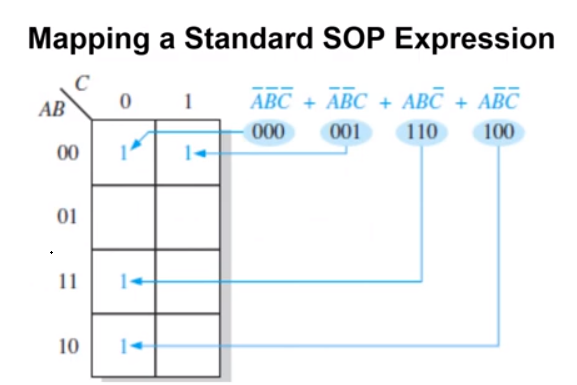 Mapping a Standard SOP Expression
C
AB 0 1 A̅B̅C̅ + A̅B̅C + ABC̅ + AB̅C̅
000 001 110 100
00 1 1
01
11 1
10 1